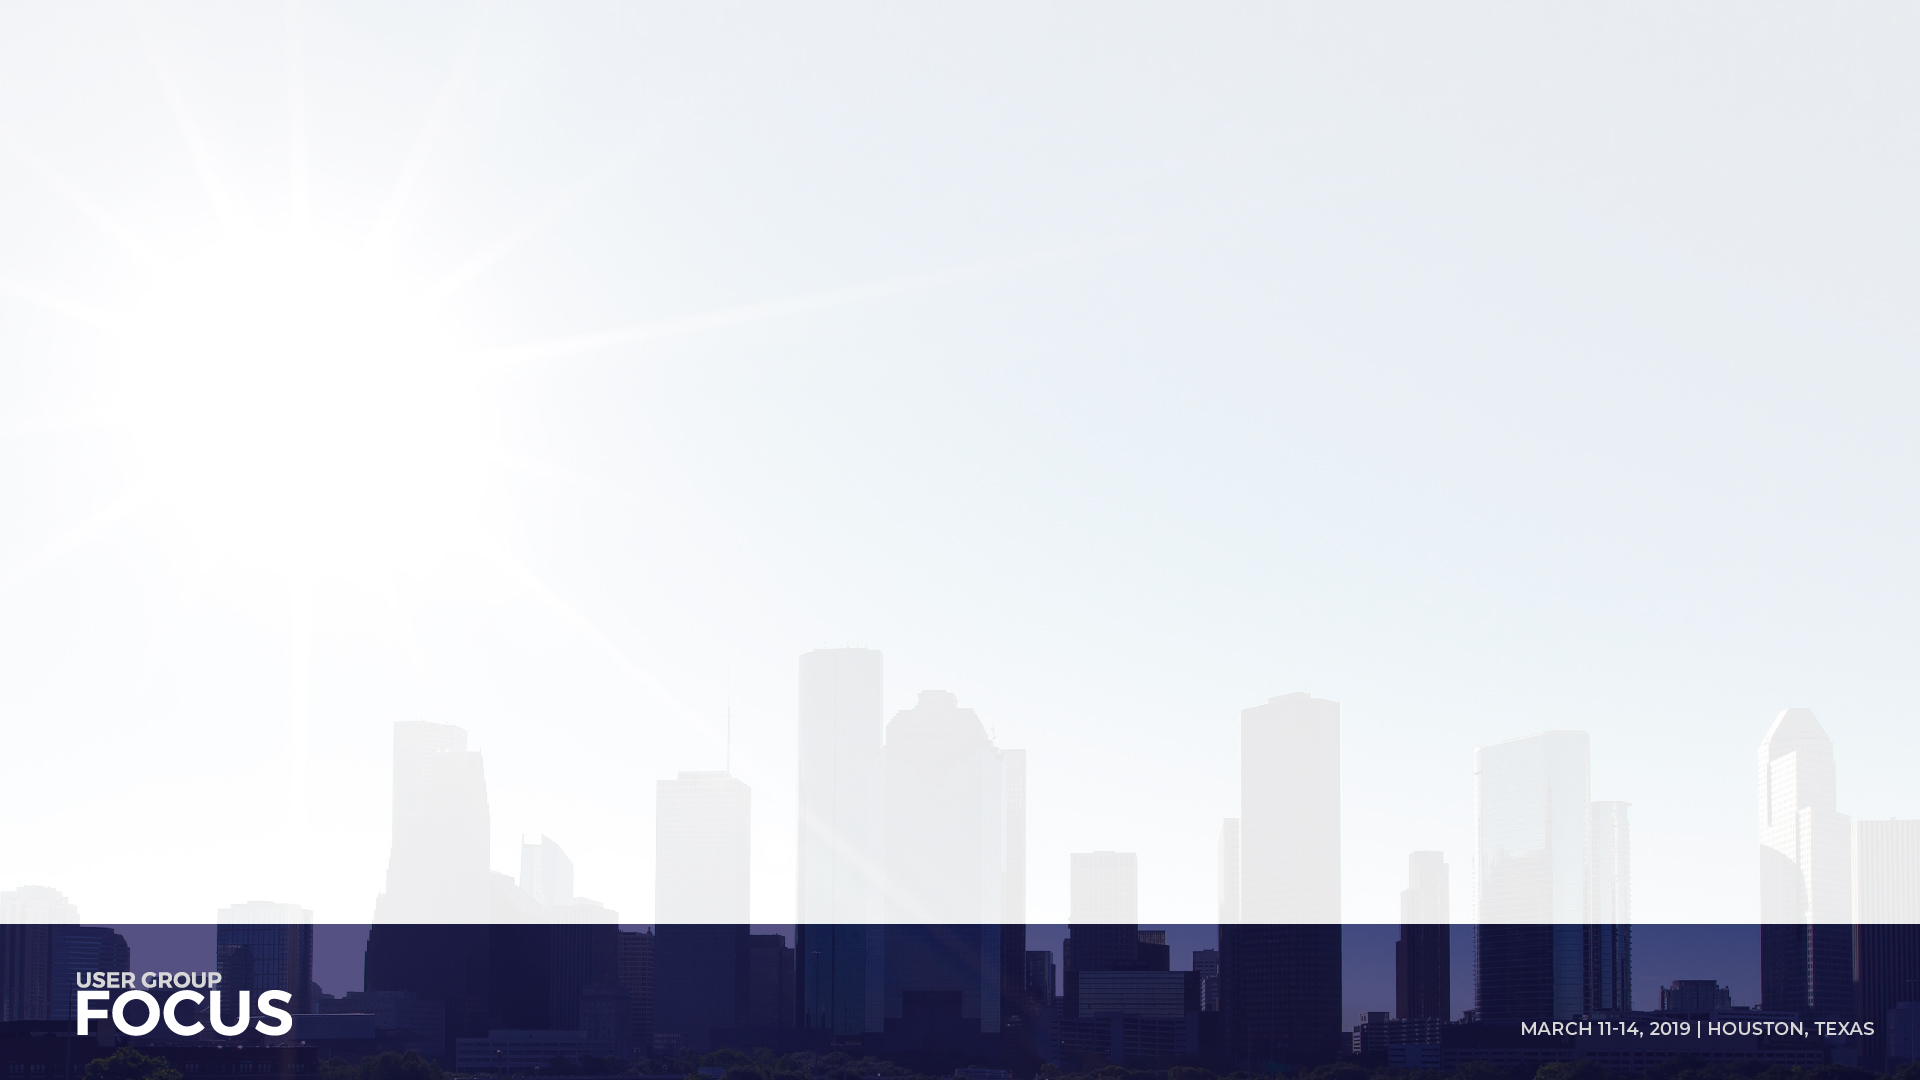 USER GROUP
FOCUS
MARCH 11-14, 2019 | HOUSTON, TEXAS